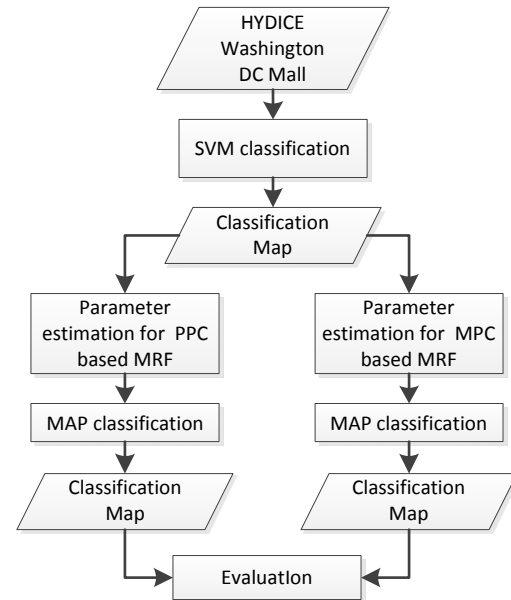 HYDICE
Washington
DC Mall
SVM classification
Classification
Map
Parameter
estimation for PPC
based MRF
Parameter
estimation for MPC
based MRF
MAP classification
MAP classification
Classification
Map
Classification
Map
EvaluatIon